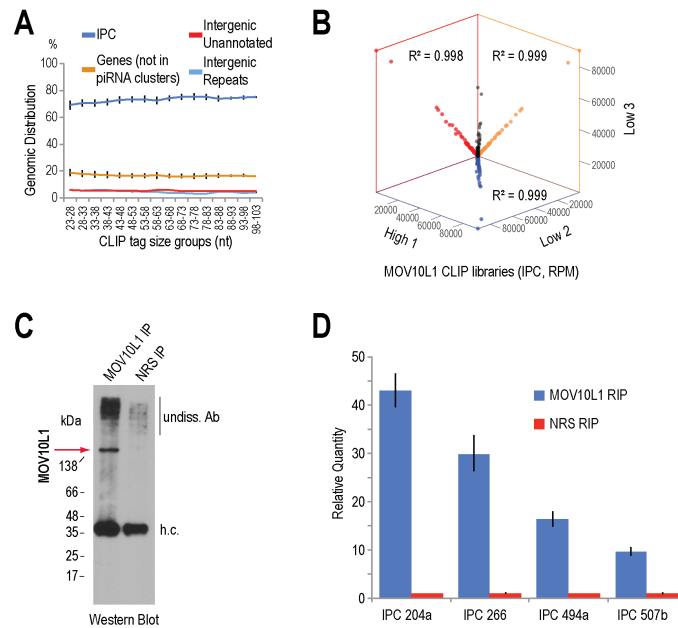 A
%
IPC
Genes (not in
piRNA clusters)
Intergenic
Unannotated
Intergenic
Repeats
Genomic Distribution
100
80
60
40
20
0
23-28
28-33
33-38
38-43
43-48
48-53
53-58
58-63
63-68
68-73
73-78
78-83
83-88
88-93
93-98
98-103
CLIP tag size groups (nt)
B
R² = 0.998
R² = 0.999
R² = 0.999
80000
60000
40000
20000
Low 3
20000
40000
60000
80000
High 1
20000
40000
60000
80000
Low 2
MOV10L1 CLIP libraries (IPC, RPM)
C
MOV10L1 IP
NRS IP
kDa
undiss. Ab
MOV10L1
138
66
48
35
25
17
h.c.
Western Blot
D
MOV10L1 RIP
NRS RIP
Relative Quantity
50
40
30
20
10
0
IPC 204a
IPC 266
IPC 494a
IPC 507b